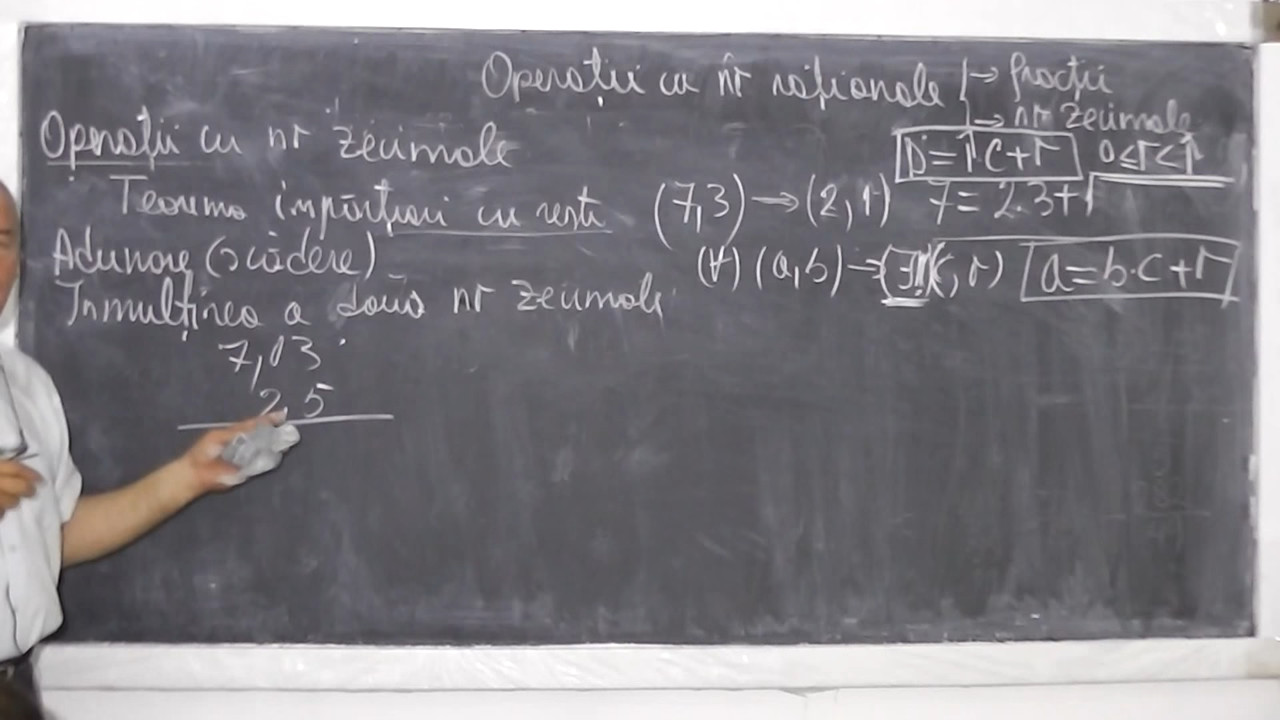 Operații cu nr raționale → fracții
→ nr zecimale
Operații cu nr zecimale
D=Î·C+r 0≤r<Î
Teorema împărțirii cu rest
(7,3)→(2,1) 7=2·3+1
Adunare (scădere)
(∀) (a,b)→(∃!)(c,r) a=b·c+r
Înmulțirea a două nr zecimale
7,03·
2,5